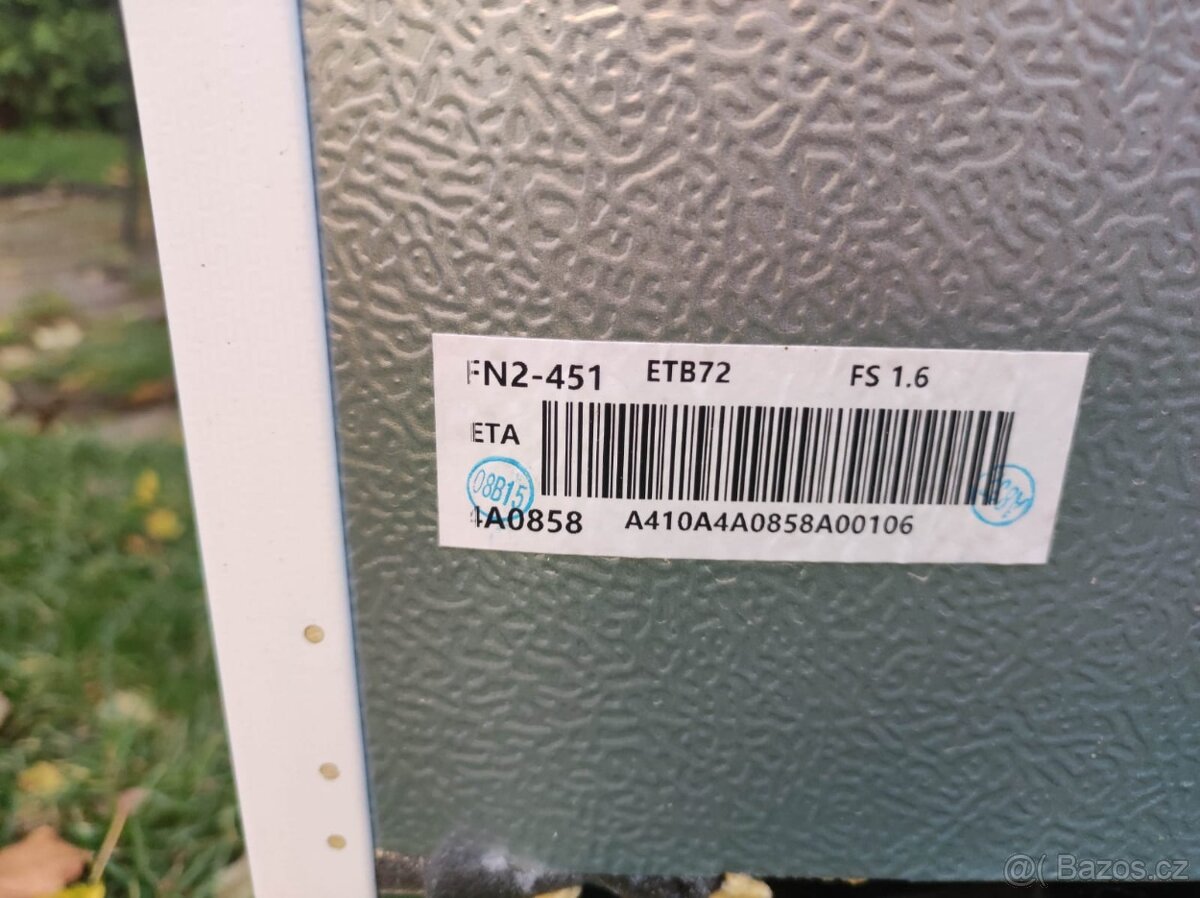 FN2-451 ETB72 FS 1.6
ETA
08B15
4A0858 A410A4A0858A00106
@( Bazos.cz